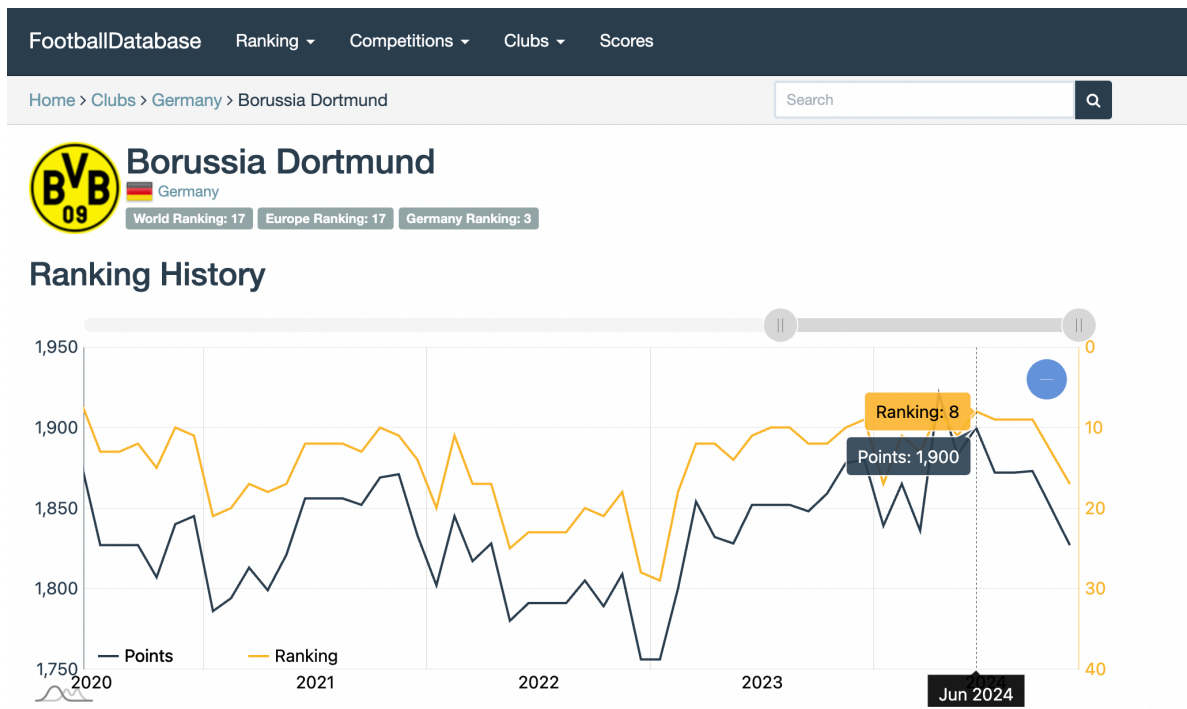 FootballDatabase Ranking Competitions Clubs Scores
Home > Clubs > Germany > Borussia Dortmund
Search
BVB
09
Borussia Dortmund
Germany
World Ranking: 17 Europe Ranking: 17 Germany Ranking: 3
Ranking History
1,950 0
Ranking: 8
1,900 10
Points: 1,900
1,850 20
1,800 30
Points Ranking
1,750 40
2020 2021 2022 2023 2024
Jun 2024